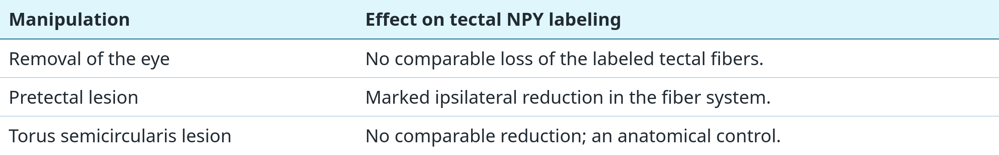 Manipulation Effect on tectal NPY labeling
Removal of the eye No comparable loss of the labeled tectal fibers.
Pretectal lesion Marked ipsilateral reduction in the fiber system.
Torus semicircularis lesion No comparable reduction; an anatomical control.